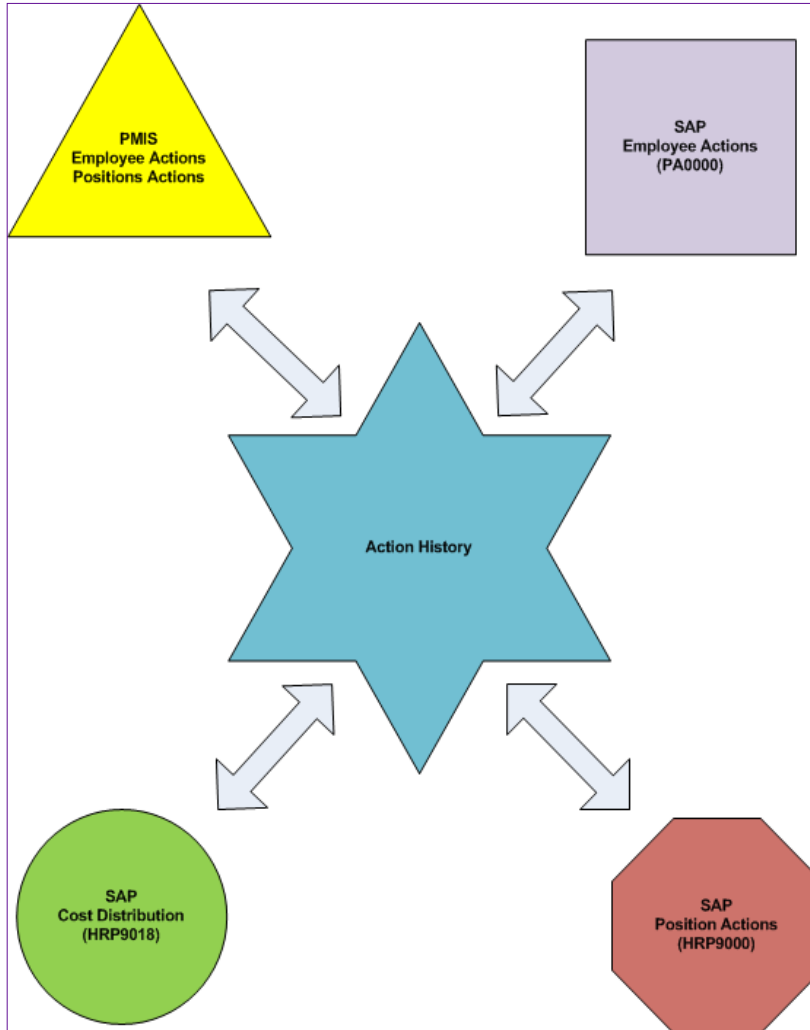 PMIS
Employee Actions
Positions Actions
SAP
Employee Actions
(PA0000)
Action History
SAP
Cost Distribution
(HRP9018)
SAP
Position Actions
(HRP9000)